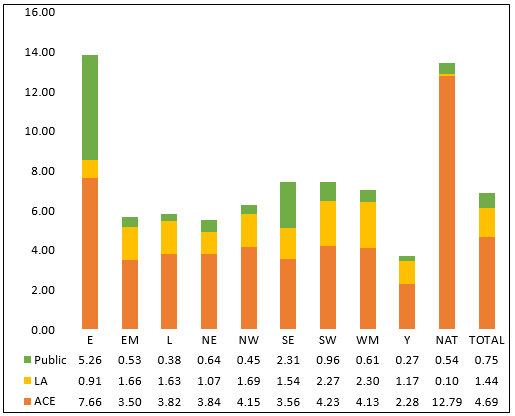 16.00
14.00
12.00
10.00
8.00
6.00
4.00
2.00
0.00
E EM L NE NW SE SW WM Y NAT TOTAL
Public 5.26 0.53 0.38 0.64 0.45 2.31 0.96 0.61 0.27 0.54 0.75
LA 0.91 1.66 1.63 1.07 1.69 1.54 2.27 2.30 1.17 0.10 1.44
ACE 7.66 3.50 3.82 3.84 4.15 3.56 4.23 4.13 2.28 12.79 4.69